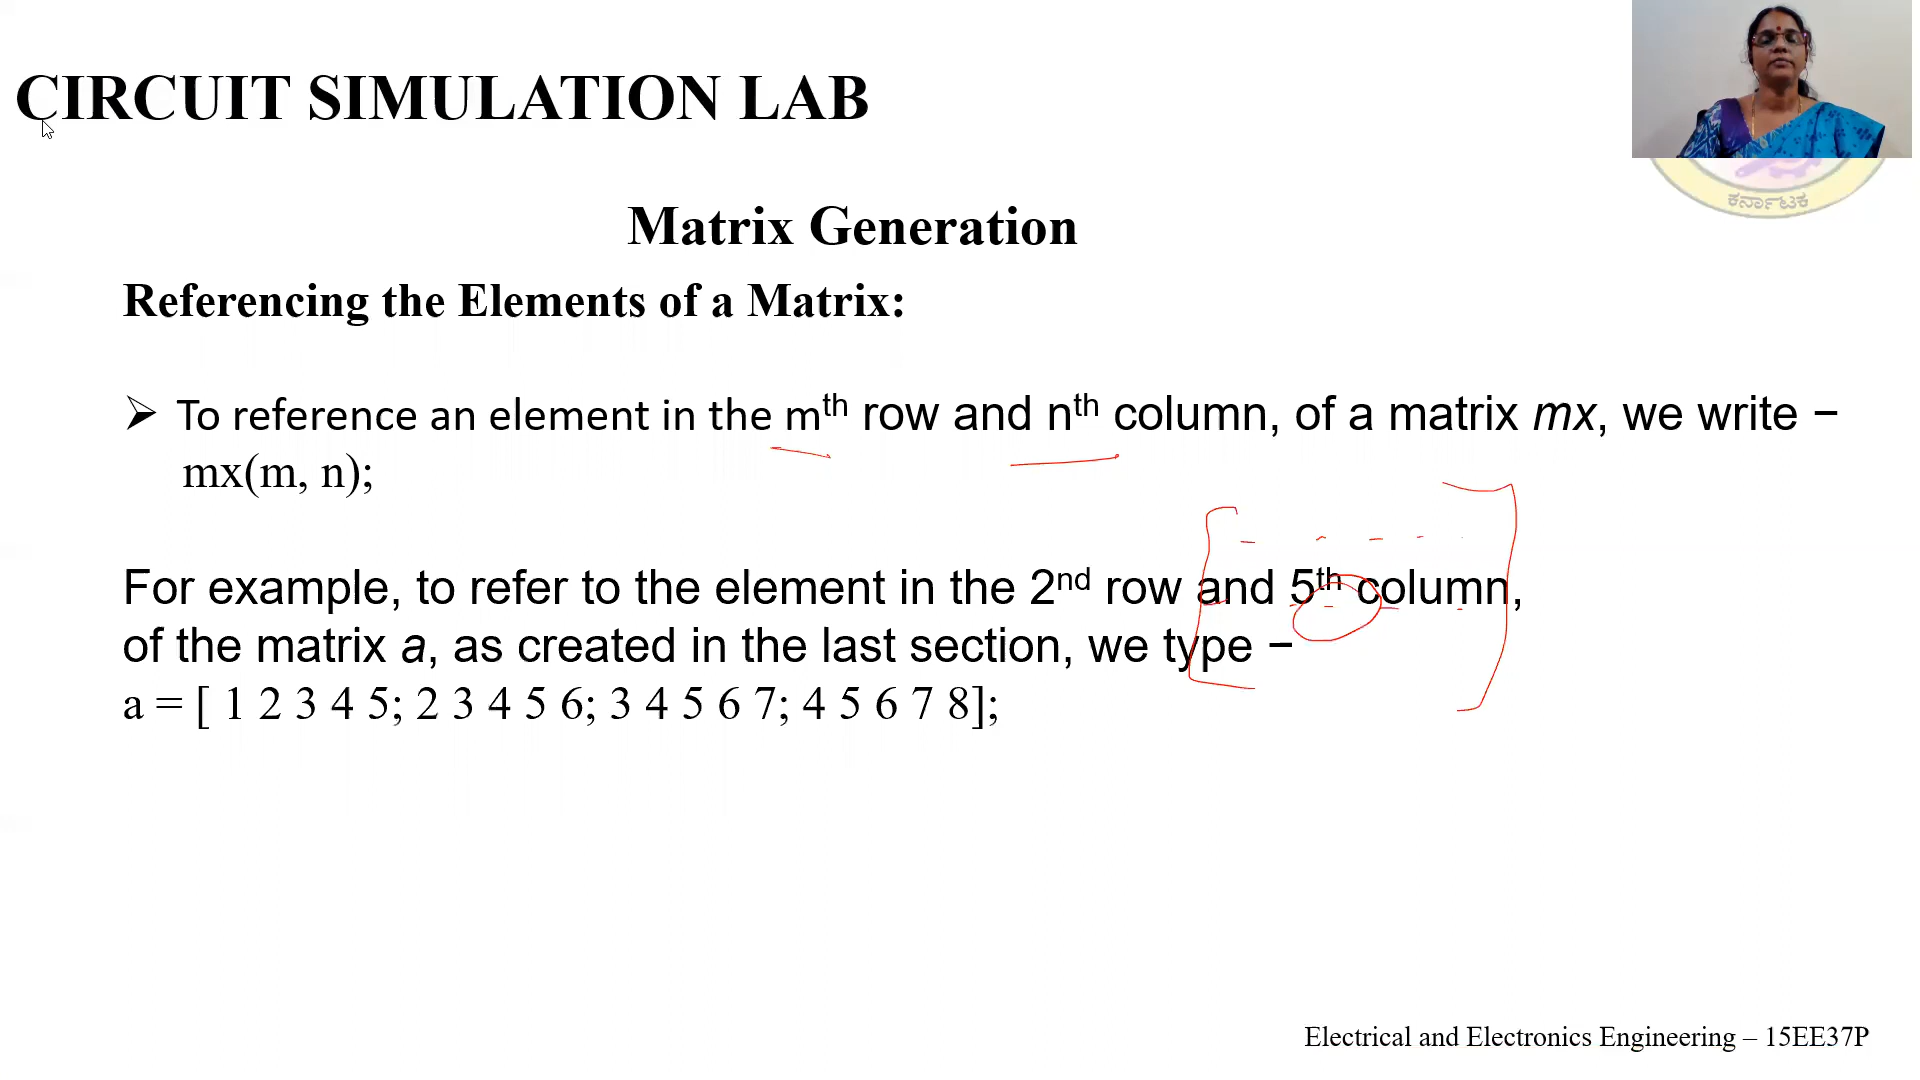 CIRCUIT SIMULATION LAB
ಕರ್ನಾಟಕ
Matrix Generation
Referencing the Elements of a Matrix:
➢ To reference an element in the mth row and nth column, of a matrix mx, we write −
mx(m, n);
For example, to refer to the element in the 2nd row and 5th column,
of the matrix a, as created in the last section, we type −
a = [ 1 2 3 4 5; 2 3 4 5 6; 3 4 5 6 7; 4 5 6 7 8];
Electrical and Electronics Engineering – 15EE37P